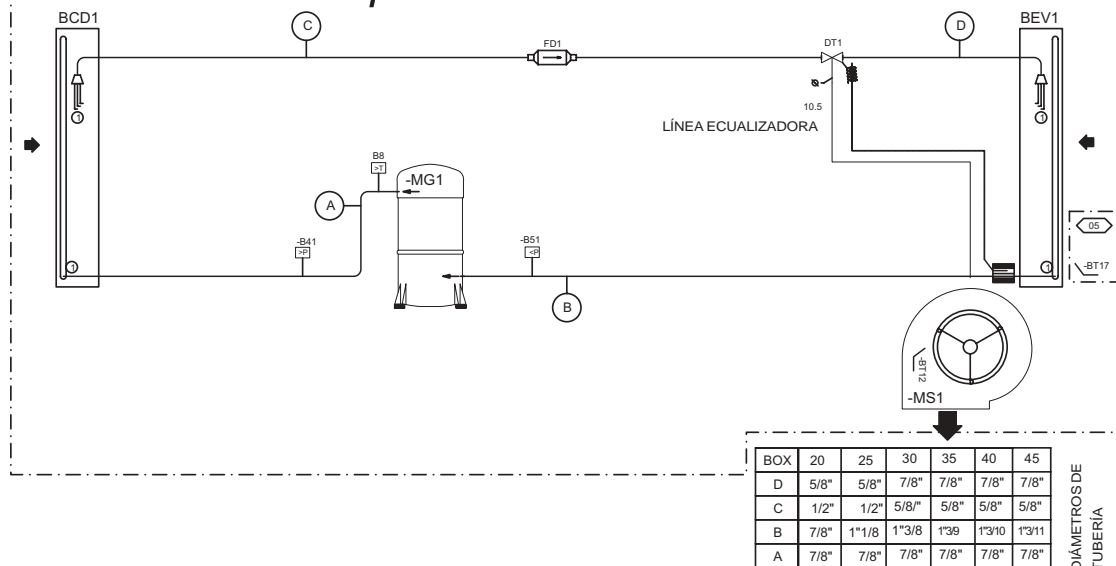 BCD1
C
FD1
DT1
D
BEV1
1
1
10.5
LÍNEA ECUALIZADORA
B8
>T
-MG1
A
-B41
>P
-B51
<P
05
-BT17
1
1
B
-BT12
-MS1
BOX 20 25 30 35 40 45
D 5/8" 5/8" 7/8" 7/8" 7/8" 7/8"
C 1/2" 1/2" 5/8/" 5/8" 5/8" 5/8"
B 7/8" 1"1/8 1"3/8 1"3/9 1"3/10 1"3/11
A 7/8" 7/8" 7/8" 7/8" 7/8" 7/8"
DIÁMETROS DE
TUBERÍA